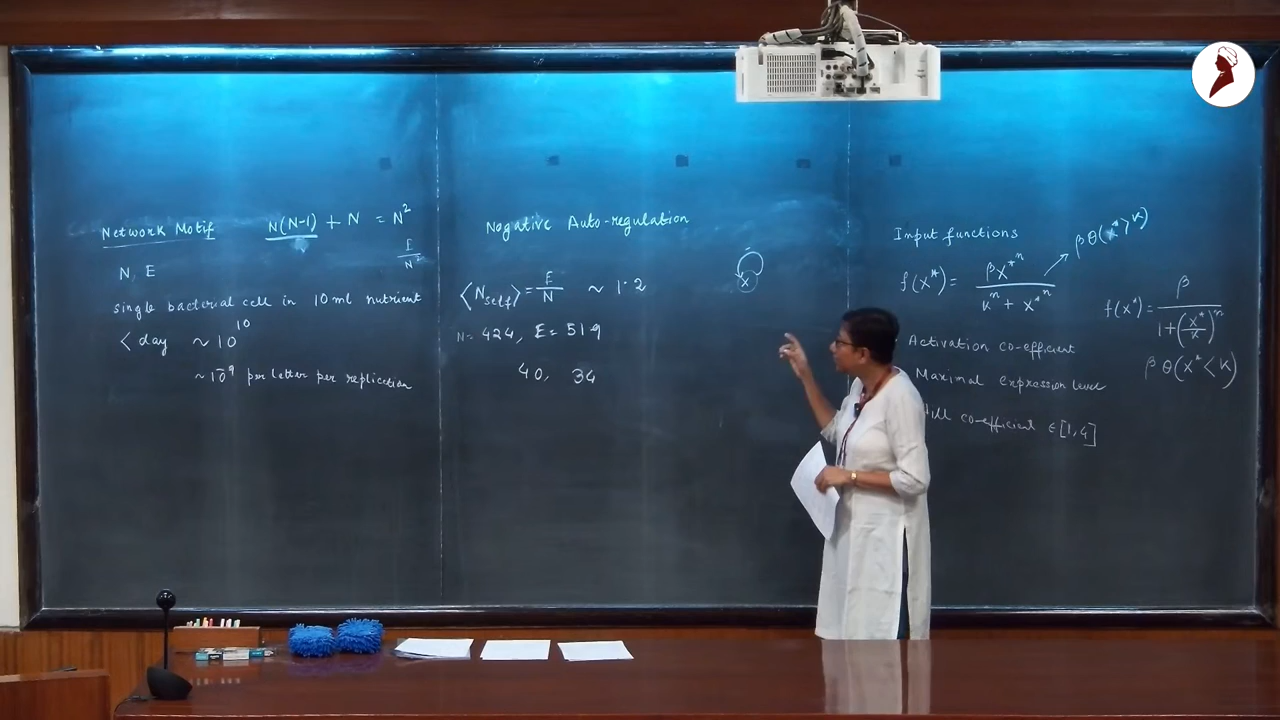 Network Motif N(N-1) + N = N²
E/N²
N, E
single bacterial cell in 10 ml nutrient
< day ~ 10¹⁰
~ 10⁻⁹ per letter per replication
Negative Auto-regulation
⟨N_self⟩ = E/N ~ 1.2
N = 424, E = 519
40, 34
x
Input functions
f(x*) = βx*ⁿ / (Kⁿ + x*ⁿ) → βθ(x* > K)
Activation co-efficient
Maximal expression level
Hill co-efficient ∈ [1,4]
f(x*) = β / (1 + (x*/K)ⁿ)
βθ(x* < K)